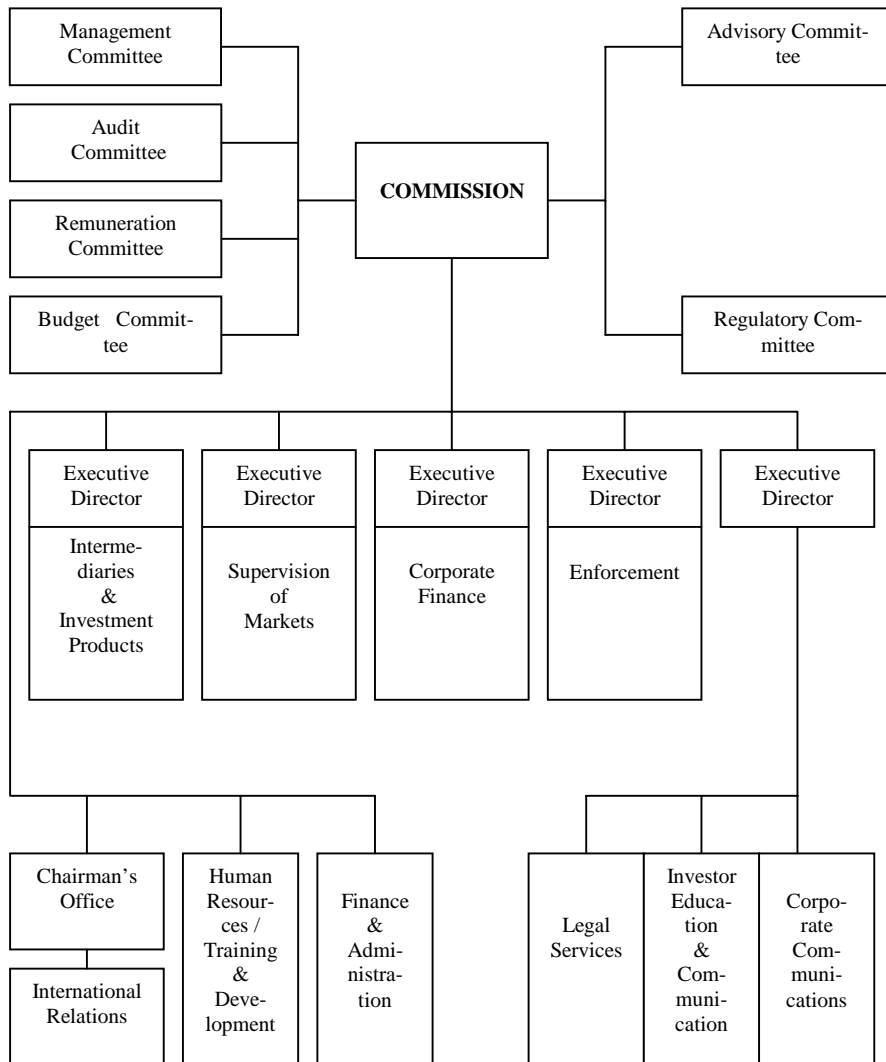 Management
Committee
Advisory Commit-
tee
Audit
Committee
COMMISSION
Remuneration
Committee
Budget Commit-
tee
Regulatory Com-
mittee
Executive
Director
Executive
Director
Executive
Director
Executive
Director
Executive
Director
Interme-
diaries
&
Investment
Products
Supervision
of
Markets
Corporate
Finance
Enforcement
Chairman’s
Office
International
Relations
Human
Resour-
ces /
Training
&
Deve-
lopment
Finance
&
Admi-
nistra-
tion
Legal
Services
Investor
Educa-
tion
&
Com-
muni-
cation
Corpo-
rate
Com-
muni-
cations